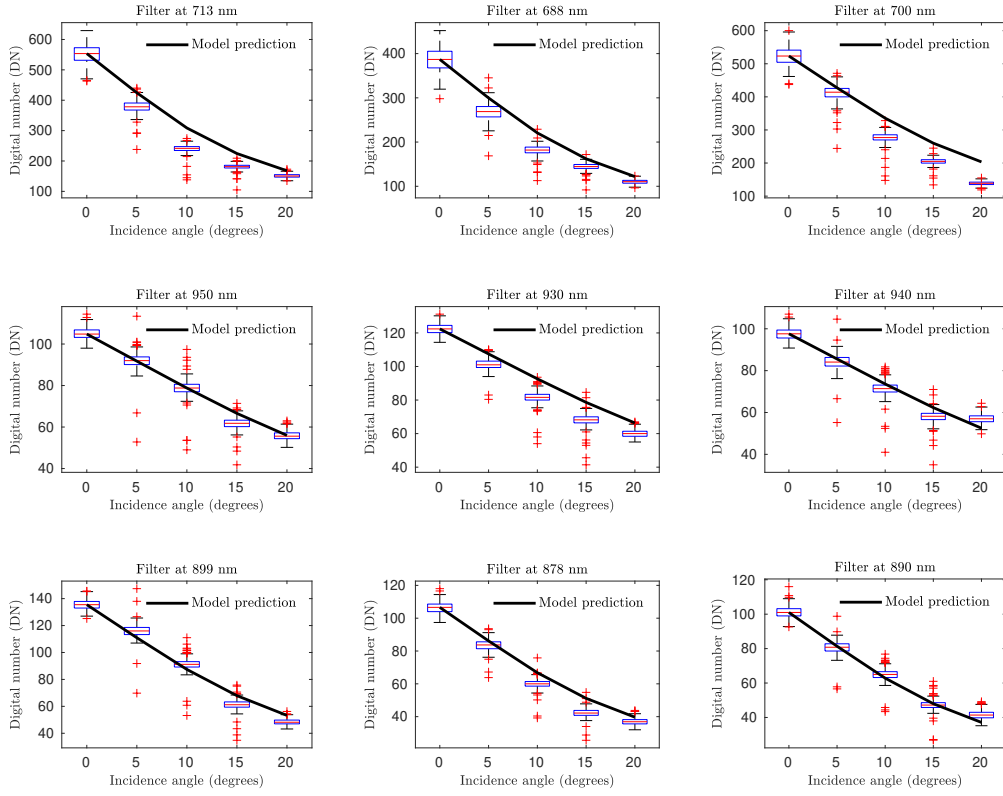 Filter at 713 nm
Digital number (DN)
600
500
400
300
200
100
Model prediction
0 5 10 15 20
Incidence angle (degrees)
Filter at 688 nm
Digital number (DN)
400
300
200
100
Model prediction
0 5 10 15 20
Incidence angle (degrees)
Filter at 700 nm
Digital number (DN)
600
500
400
300
200
100
Model prediction
0 5 10 15 20
Incidence angle (degrees)
Filter at 950 nm
Digital number (DN)
100
80
60
40
Model prediction
0 5 10 15 20
Incidence angle (degrees)
Filter at 930 nm
Digital number (DN)
120
100
80
60
40
Model prediction
0 5 10 15 20
Incidence angle (degrees)
Filter at 940 nm
Digital number (DN)
100
80
60
40
Model prediction
0 5 10 15 20
Incidence angle (degrees)
Filter at 899 nm
Digital number (DN)
140
120
100
80
60
40
Model prediction
0 5 10 15 20
Incidence angle (degrees)
Filter at 878 nm
Digital number (DN)
120
100
80
60
40
Model prediction
0 5 10 15 20
Incidence angle (degrees)
Filter at 890 nm
Digital number (DN)
120
100
80
60
40
Model prediction
0 5 10 15 20
Incidence angle (degrees)